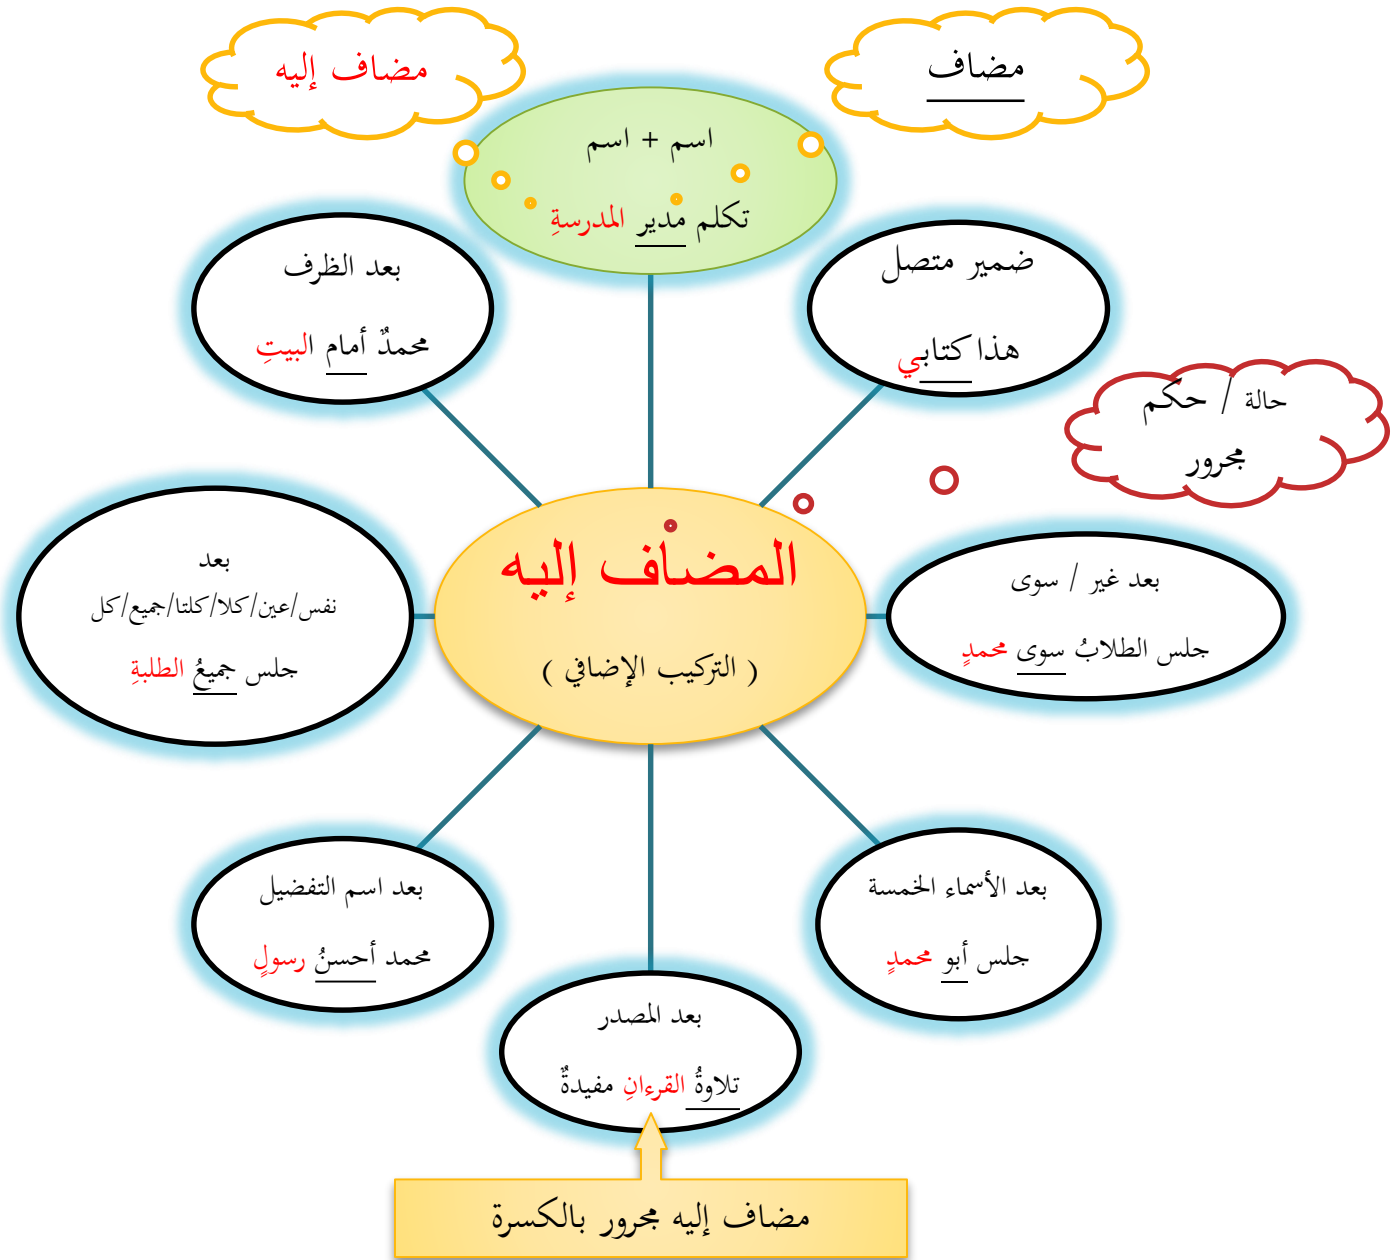 مضاف
مضاف إليه
اسم + اسم
تكلم مدير المدرسةِ
ضمير متصل
هذا كتابي
بعد الظرف
محمدٌ أمام البيتِ
حالة / حكم
مجرور
المضاف إليه
( التركيب الإضافي )
بعد غير / سوى
جلس الطلابُ سوى محمدٍ
بعد
نفس/عين/كلا/كلتا/جميع/كل
جلس جميعُ الطلبةِ
بعد الأسماء الخمسة
جلس أبو محمدٍ
بعد اسم التفضيل
محمد أحسنُ رسولٍ
بعد المصدر
تلاوةُ القرءانِ مفيدةٌ
مضاف إليه مجرور بالكسرة